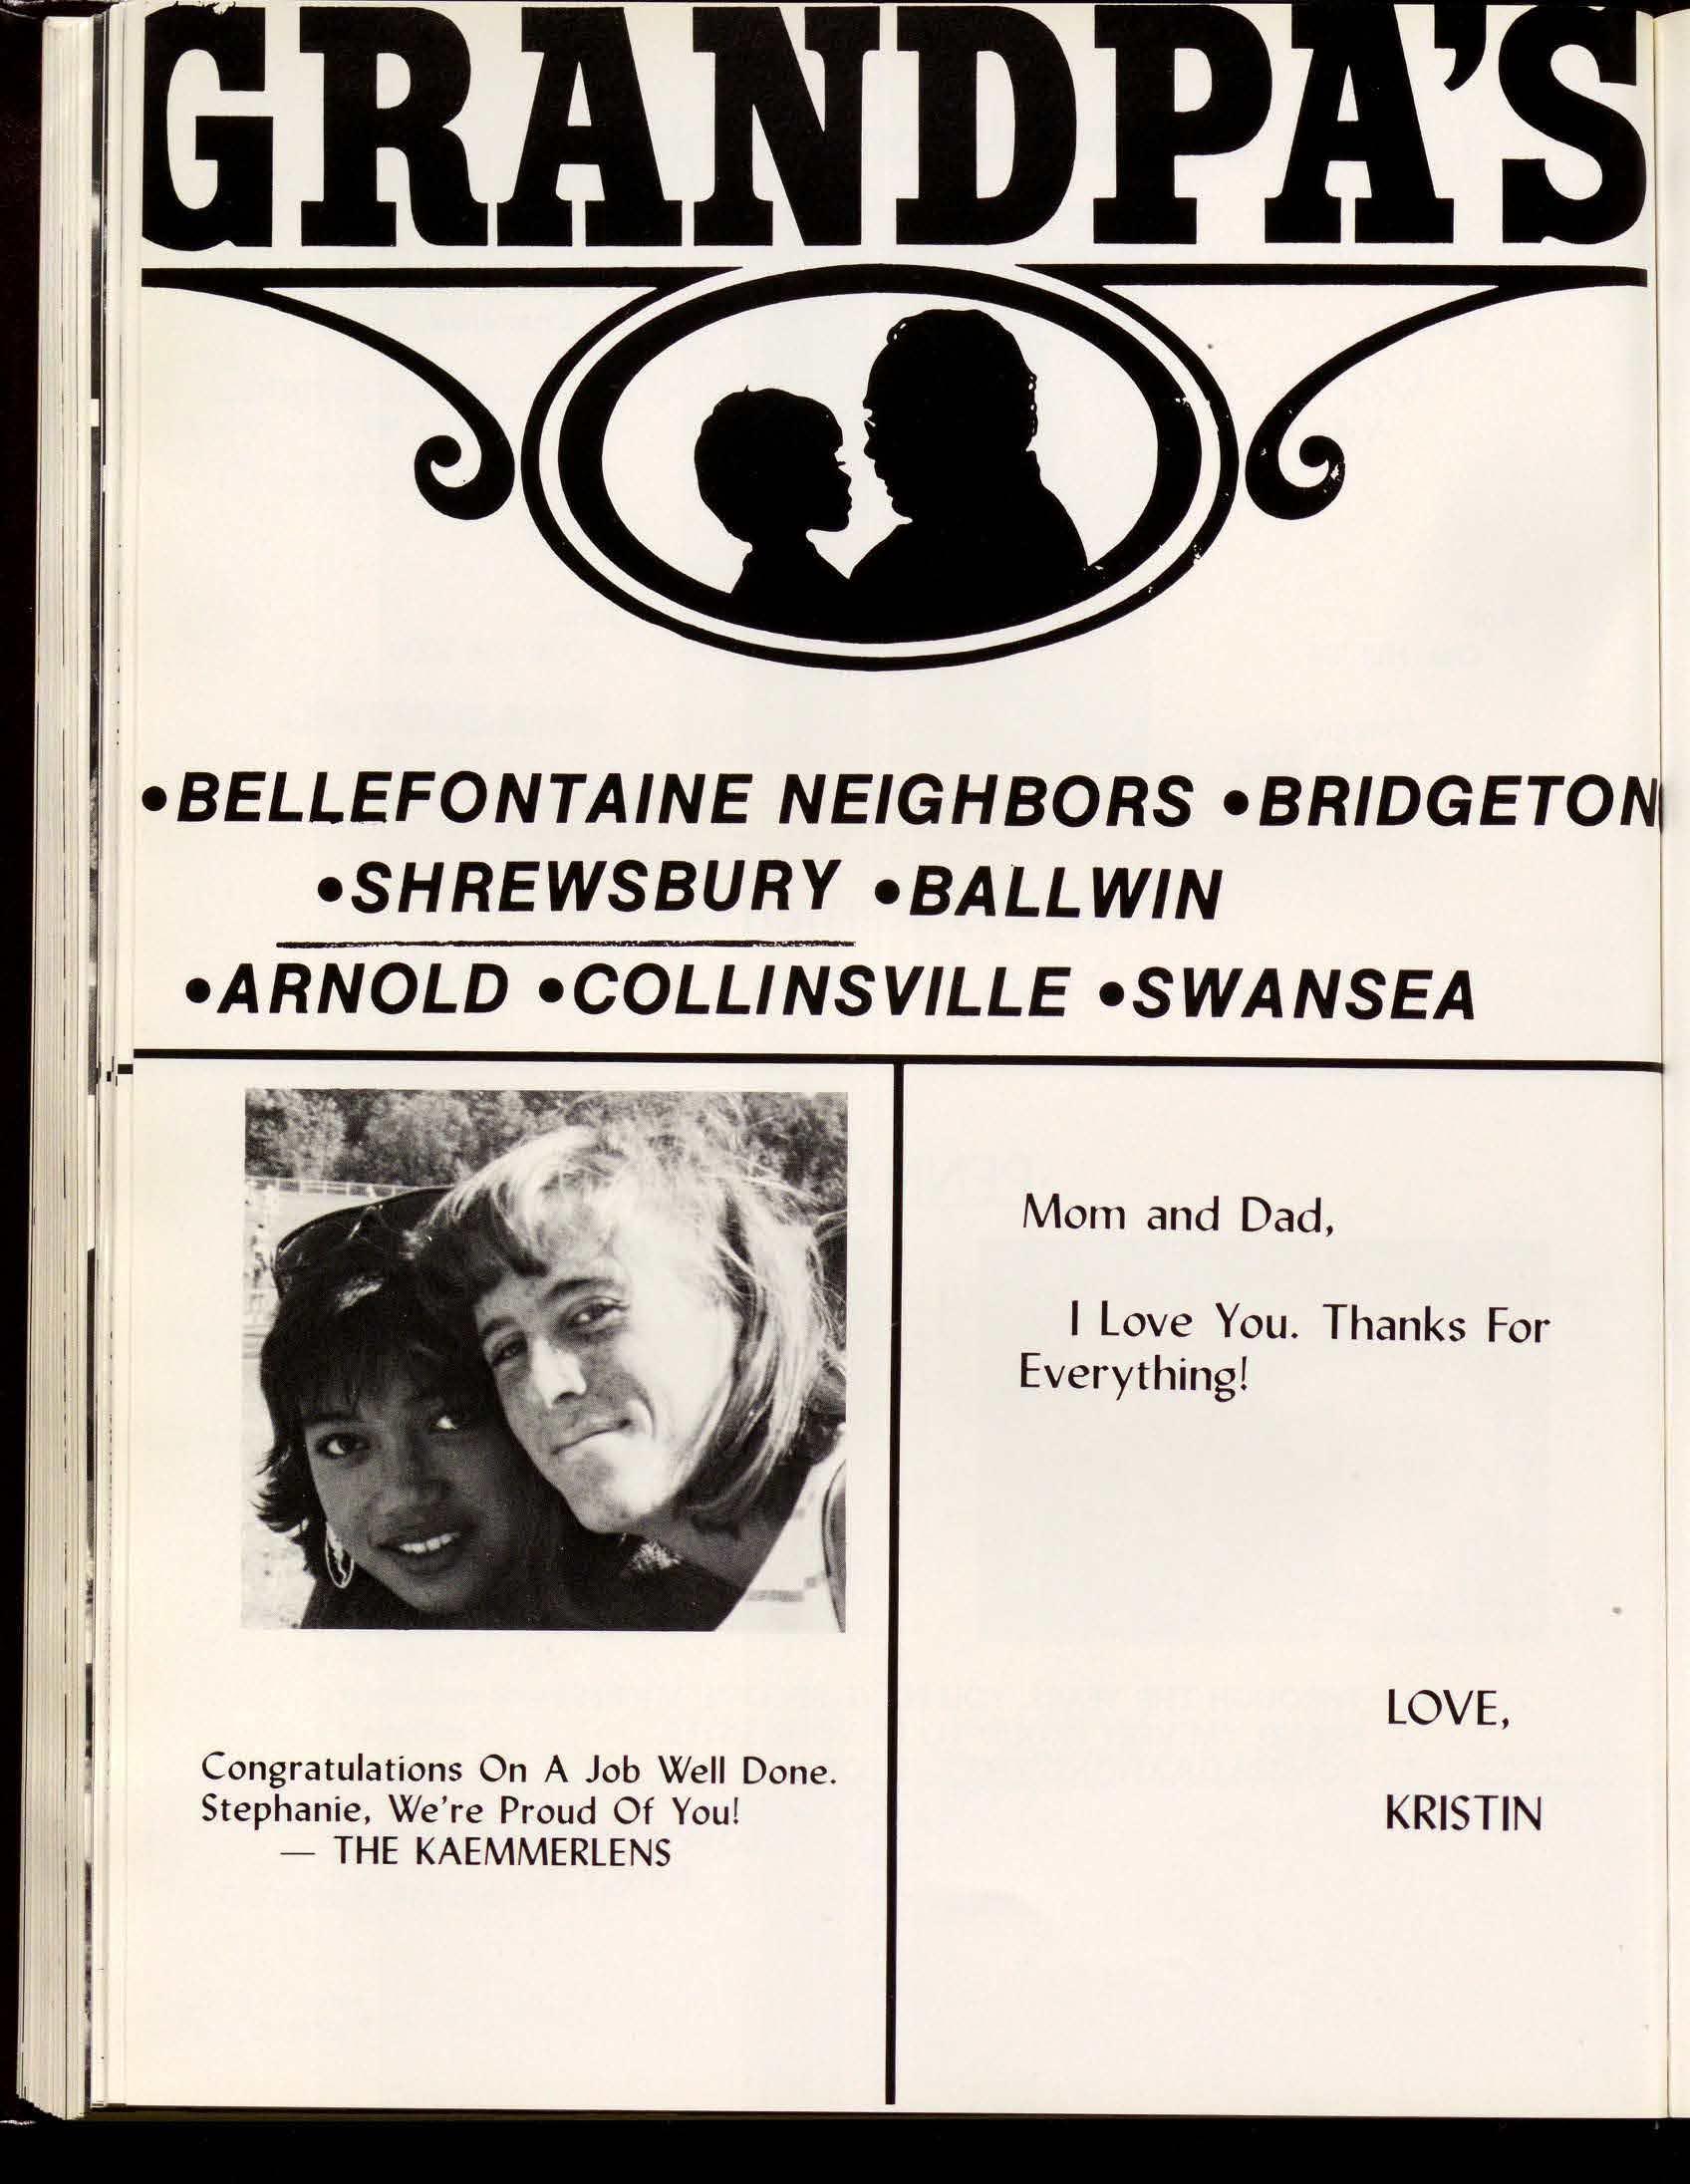 GRANDPA'S
•BELLEFONTAINE NEIGHBORS •BRIDGETON
•SHREWSBURY •BALLWIN
•ARNOLD •COLLINSVILLE •SWANSEA
Congratulations On A Job Well Done.
Stephanie, We're Proud Of You!
— THE KAEMMERLENS
Mom and Dad,
I Love You. Thanks For
Everything!
LOVE,
KRISTIN